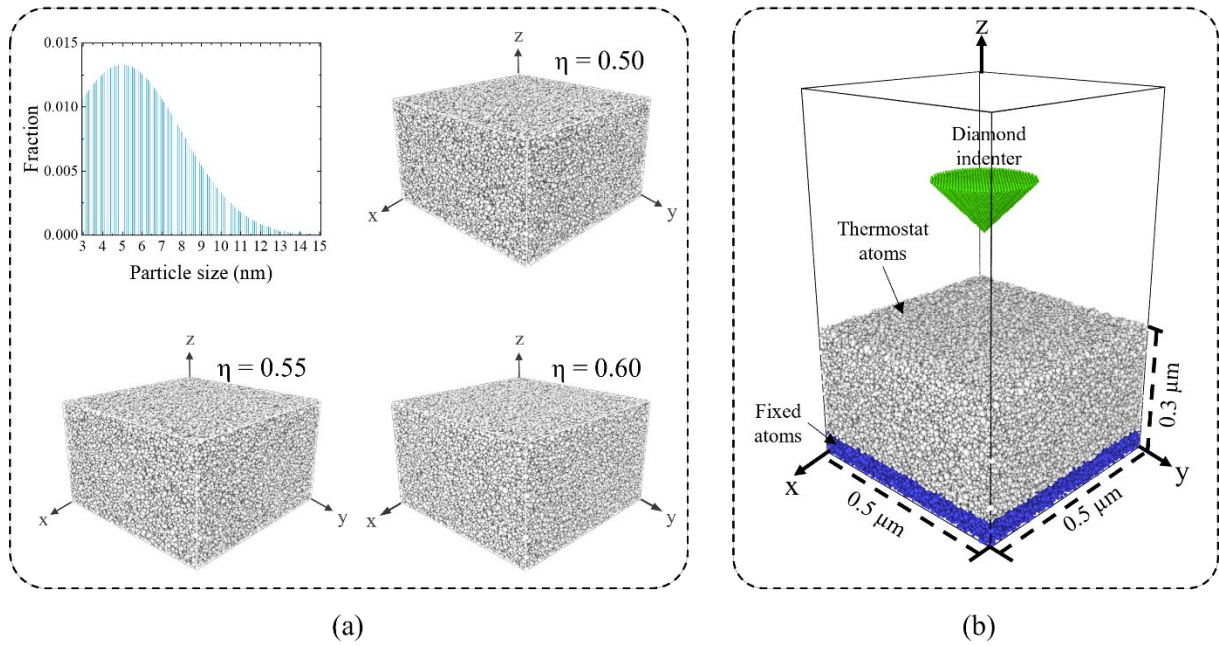 0.015
0.010
0.005
0.000
Fraction
3 4 5 6 7 8 9 10 11 12 13 14 15
Particle size (nm)
z
η = 0.50
x
y
z
η = 0.55
x
y
z
η = 0.60
x
y
(a)
z
Diamond
indenter
Thermostat
atoms
Fixed
atoms
0.3 μm
x
y
0.5 μm
0.5 μm
(b)